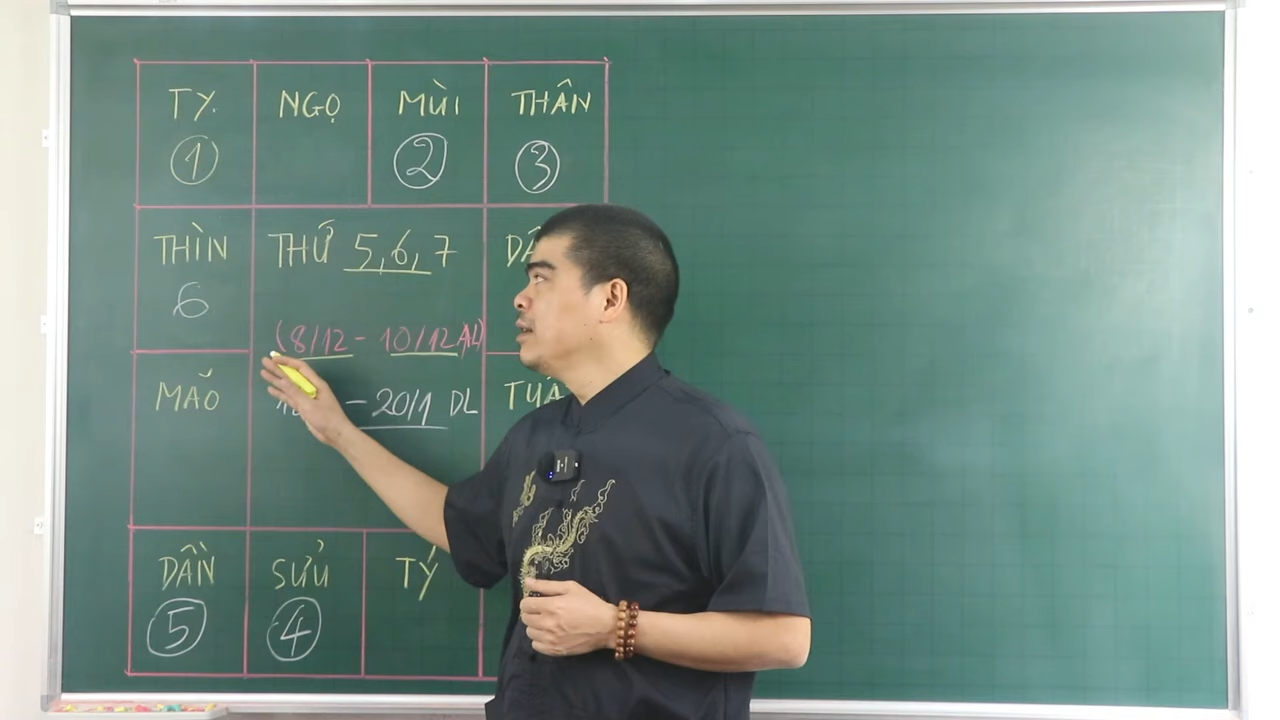 TỴ NGỌ MÙI THÂN
1 2 3
THÌN THỨ 5,6,7
6
(8/12 - 10/12 AL)
MÃO - 20/1 DL
DẦN SỬU TÝ
5 4